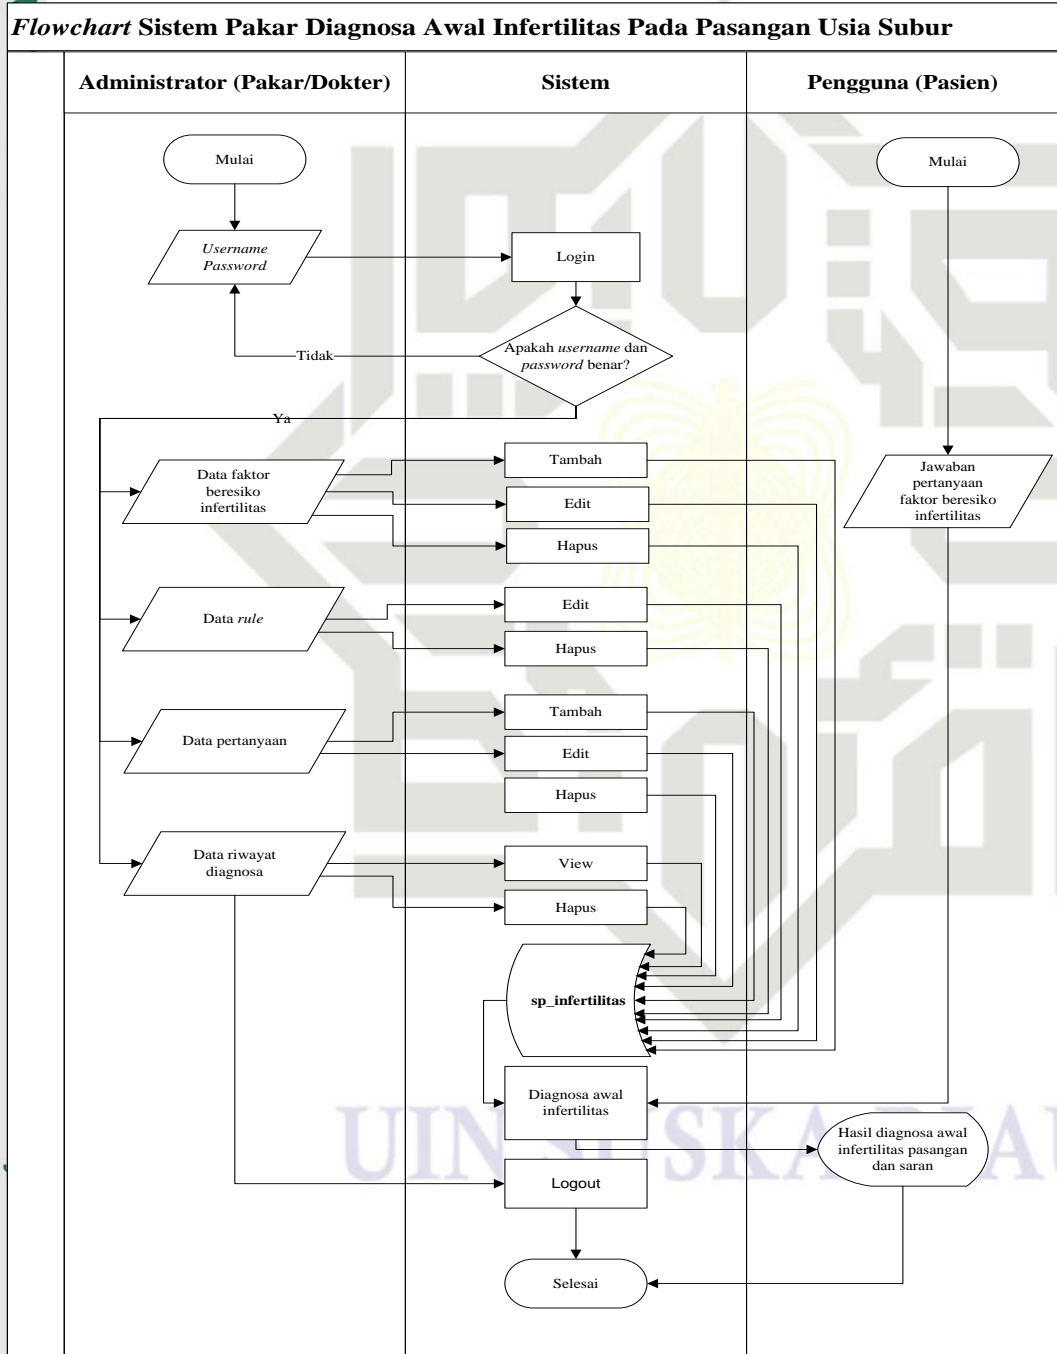 Flowchart Sistem Pakar Diagnosa Awal Infertilitas Pada Pasangan Usia Subur
Administrator (Pakar/Dokter)
Sistem
Pengguna (Pasien)
Mulai
Mulai
Username
Password
Login
Apakah username dan
password benar?
Tidak
Ya
Data faktor
beresiko
infertilitas
Tambah
Edit
Hapus
Jawaban
pertanyaan
faktor beresiko
infertilitas
Data rule
Edit
Hapus
Data pertanyaan
Tambah
Edit
Hapus
Data riwayat
diagnosa
View
Hapus
sp_infertilitas
Diagnosa awal
infertilitas
Hasil diagnosa awal
infertilitas pasangan
dan saran
Logout
Selesai
UIN SUSKA RIAU